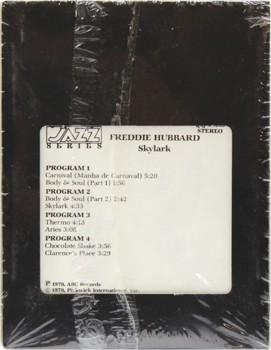 JAZZ
SERIES
STEREO
FREDDIE HUBBARD
Skylark
PROGRAM 1
Carnival (Manha de Carnaval) 5:20
Body & Soul (Part 1) 1:56
PROGRAM 2
Body & Soul (Part 2) 2:42
Skylark 4:33
PROGRAM 3
Thermo 4:15
Aries 3:08
PROGRAM 4
Chocolate Shake 3:56
Clarence's Place 3:29
℗ 1978, ABC Records
© 1978, Pickwick International, Inc.